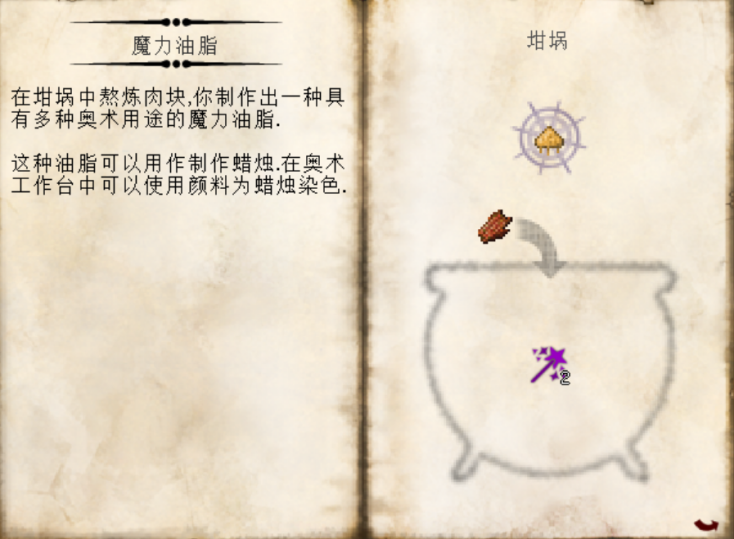 魔力油脂
在坩埚中熬炼肉块,你制作出一种具
有多种奥术用途的魔力油脂.
这种油脂可以用作制作蜡烛.在奥术
工作台中可以使用颜料为蜡烛染色.
坩埚
2